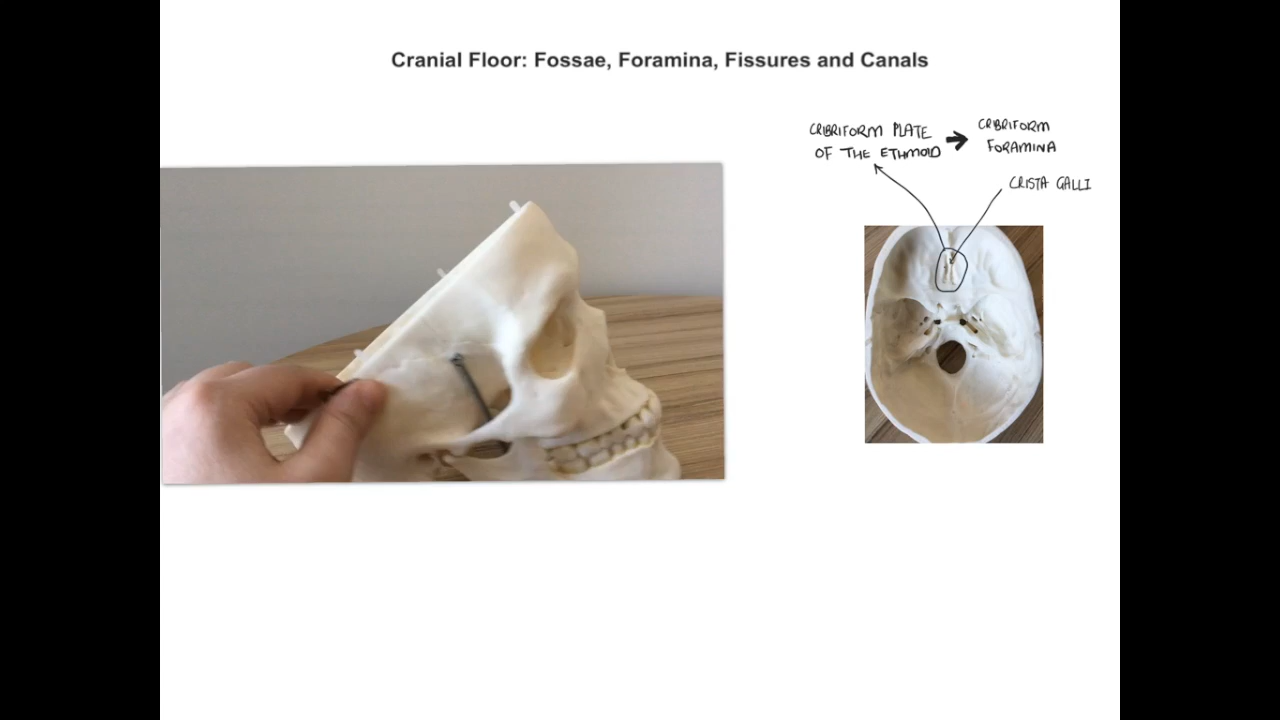 Cranial Floor: Fossae, Foramina, Fissures and Canals
CRIBRIFORM PLATE
OF THE ETHMOID
CRIBRIFORM
FORAMINA
CRISTA GALLI